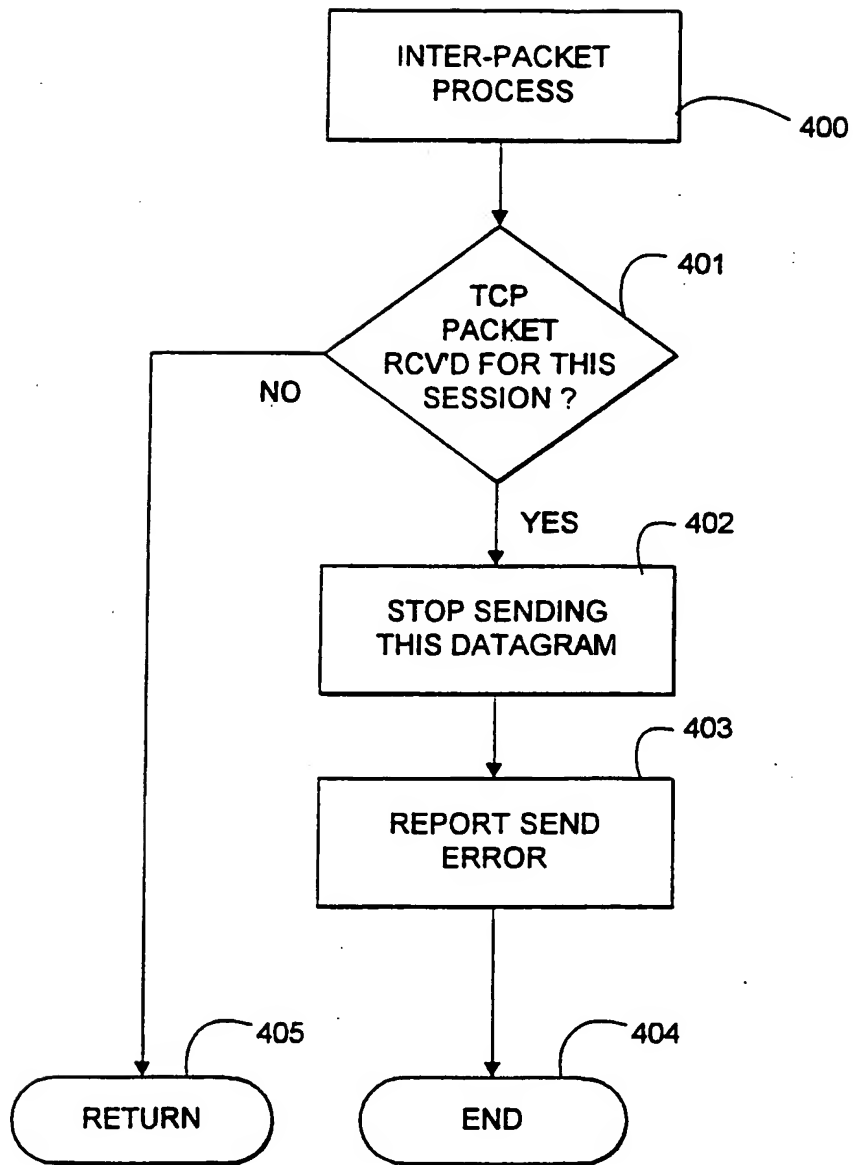 INTER-PACKET
PROCESS
400
401
TCP
PACKET
RCV'D FOR THIS
SESSION ?
NO
YES
402
STOP SENDING
THIS DATAGRAM
403
REPORT SEND
ERROR
405
404
RETURN
END